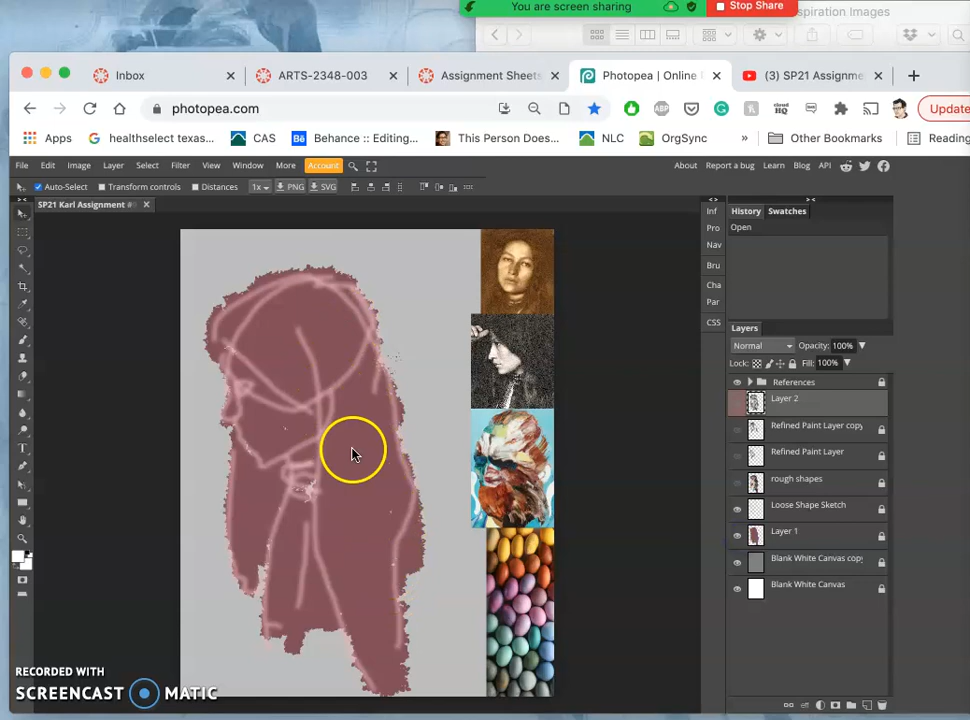 You are screen sharing
Stop Share
spiration Images
Inbox
ARTS-2348-003
Assignment Sheets
Photopea | Online
(3) SP21 Assignme
photopea.com
ABP
cloud HQ
Update
Apps
healthselect texas...
CAS
Behance :: Editing...
This Person Does...
NLC
OrgSync
»
Other Bookmarks
Reading
File
Edit
Image
Layer
Select
Filter
View
Window
More
Account
About
Report a bug
Learn
Blog
API
Auto-Select
Transform controls
Distances
1x
PNG
SVG
SP21 Karl Assignment #
Inf
Pro
Nav
Bru
Cha
Par
CSS
History
Swatches
Open
Layers
Normal
Opacity:
100%
Lock:
Fill:
100%
References
Layer 2
Refined Paint Layer copy
Refined Paint Layer
rough shapes
Loose Shape Sketch
Layer 1
Blank White Canvas copy
Blank White Canvas
RECORDED WITH
SCREENCAST
MATIC